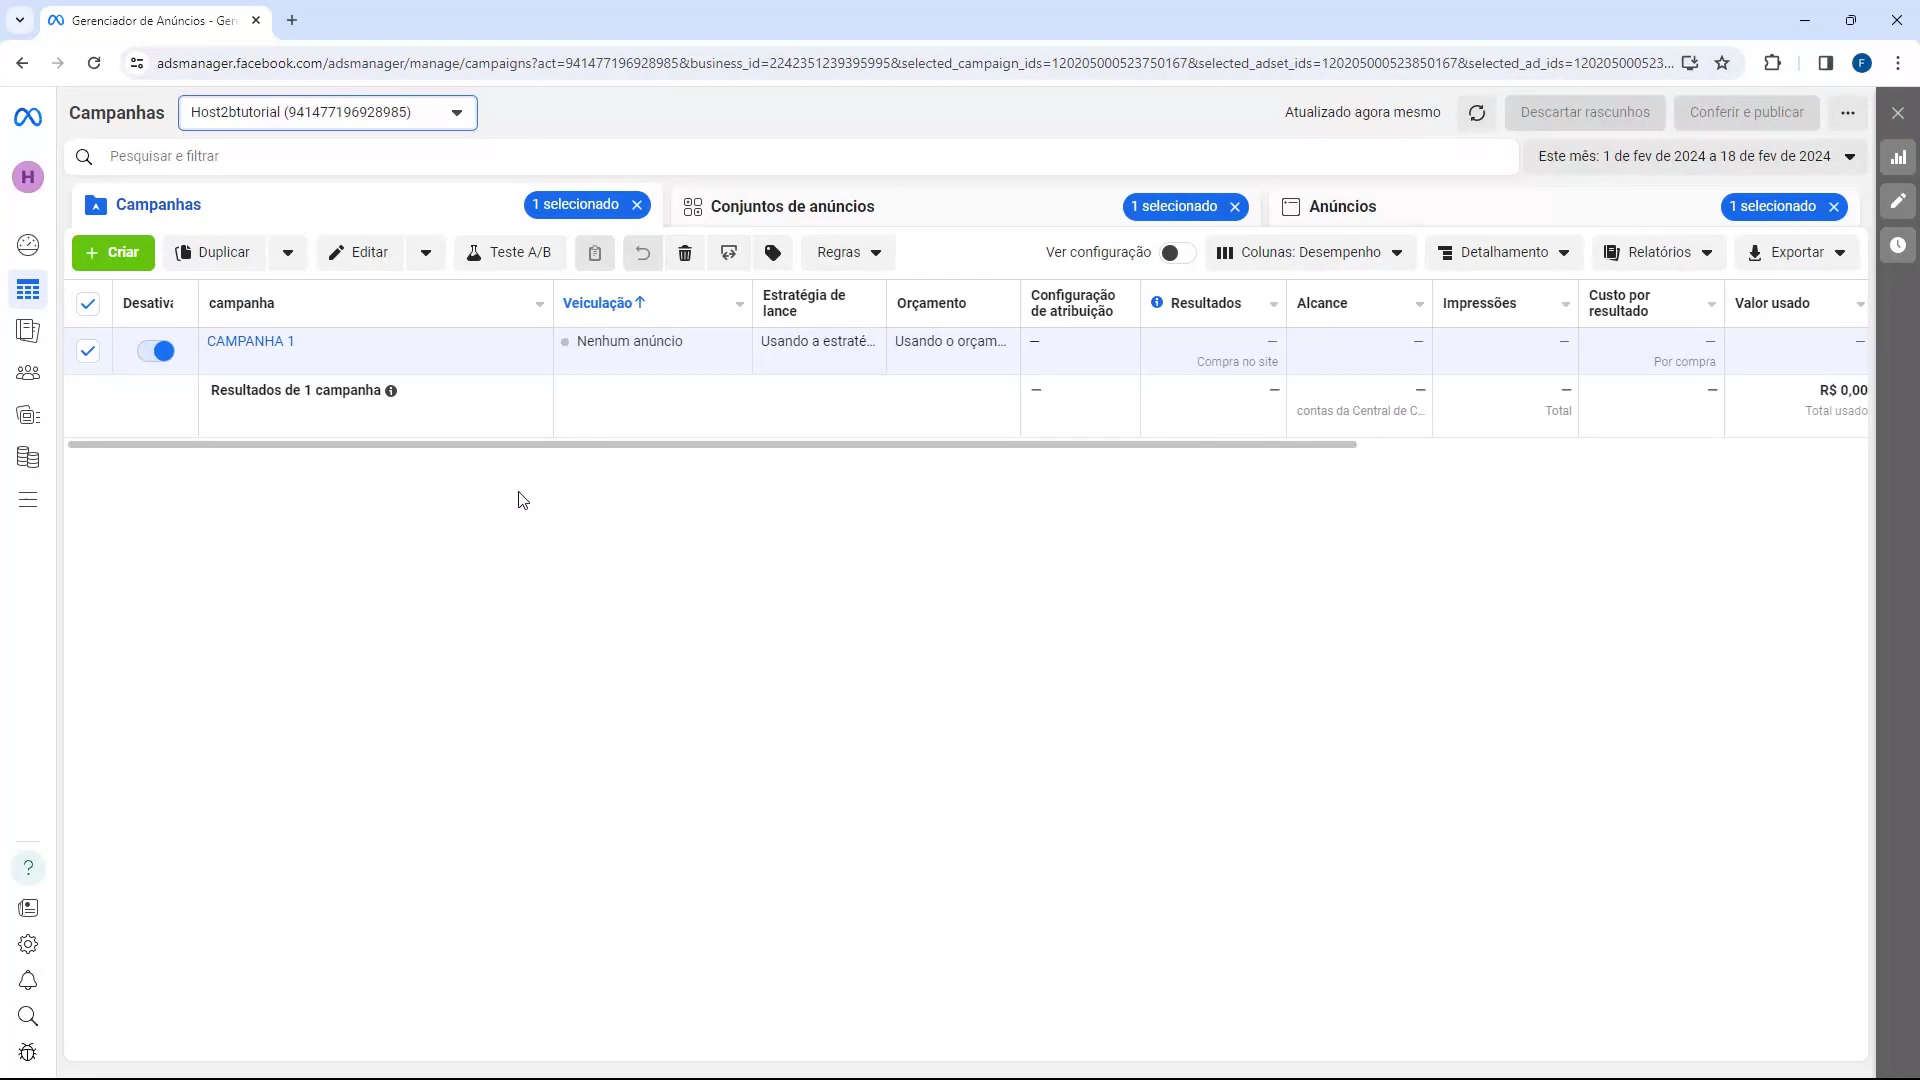 Gerenciador de Anúncios - Ger
adsmanager.facebook.com/adsmanager/manage/campaigns?act=941477196928985&business_id=2242351239395995&selected_campaign_ids=120205000523750167&selected_adset_ids=120205000523850167&selected_ad_ids=120205000523...
F
Campanhas
Host2btutorial (941477196928985)
Atualizado agora mesmo
Descartar rascunhos
Conferir e publicar
H
Pesquisar e filtrar
Este mês: 1 de fev de 2024 a 18 de fev de 2024
Campanhas
1 selecionado
Conjuntos de anúncios
1 selecionado
Anúncios
1 selecionado
+ Criar
Duplicar
Editar
Teste A/B
Regras
Ver configuração
Colunas: Desempenho
Detalhamento
Relatórios
Exportar
Desativa
campanha
Veiculação↑
Estratégia de
lance
Orçamento
Configuração
de atribuição
Resultados
Alcance
Impressões
Custo por
resultado
Valor usado
CAMPANHA 1
Nenhum anúncio
Usando a estraté...
Usando o orçam...
—
—
Compra no site
—
—
—
Por compra
—
Resultados de 1 campanha
—
—
—
contas da Central de C...
—
Total
—
R$ 0,00
Total usado
?